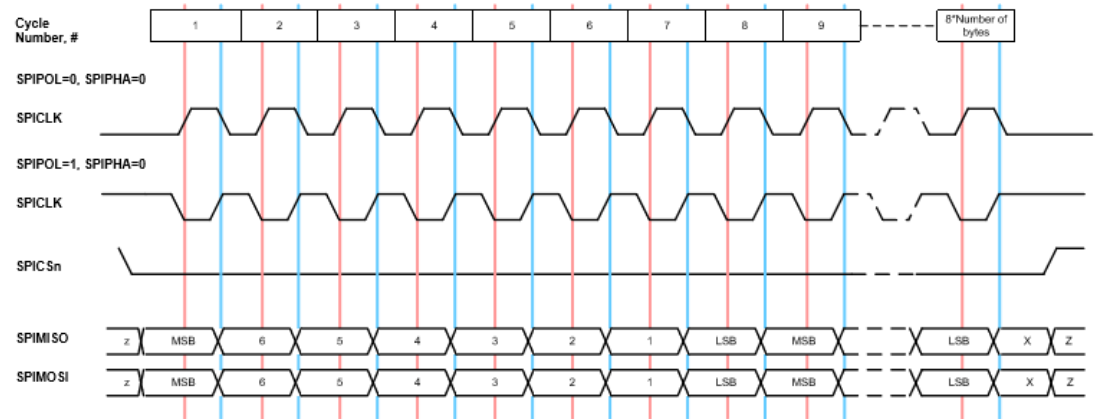 Cycle
Number, #
1 2 3 4 5 6 7 8 9 8*Number of
bytes
SPIPOL=0, SPIPHA=0
SPICLK
SPIPOL=1, SPIPHA=0
SPICLK
SPICSn
SPIMISO z MSB 6 5 4 3 2 1 LSB MSB LSB X Z
SPIMOSI z MSB 6 5 4 3 2 1 LSB MSB LSB X Z